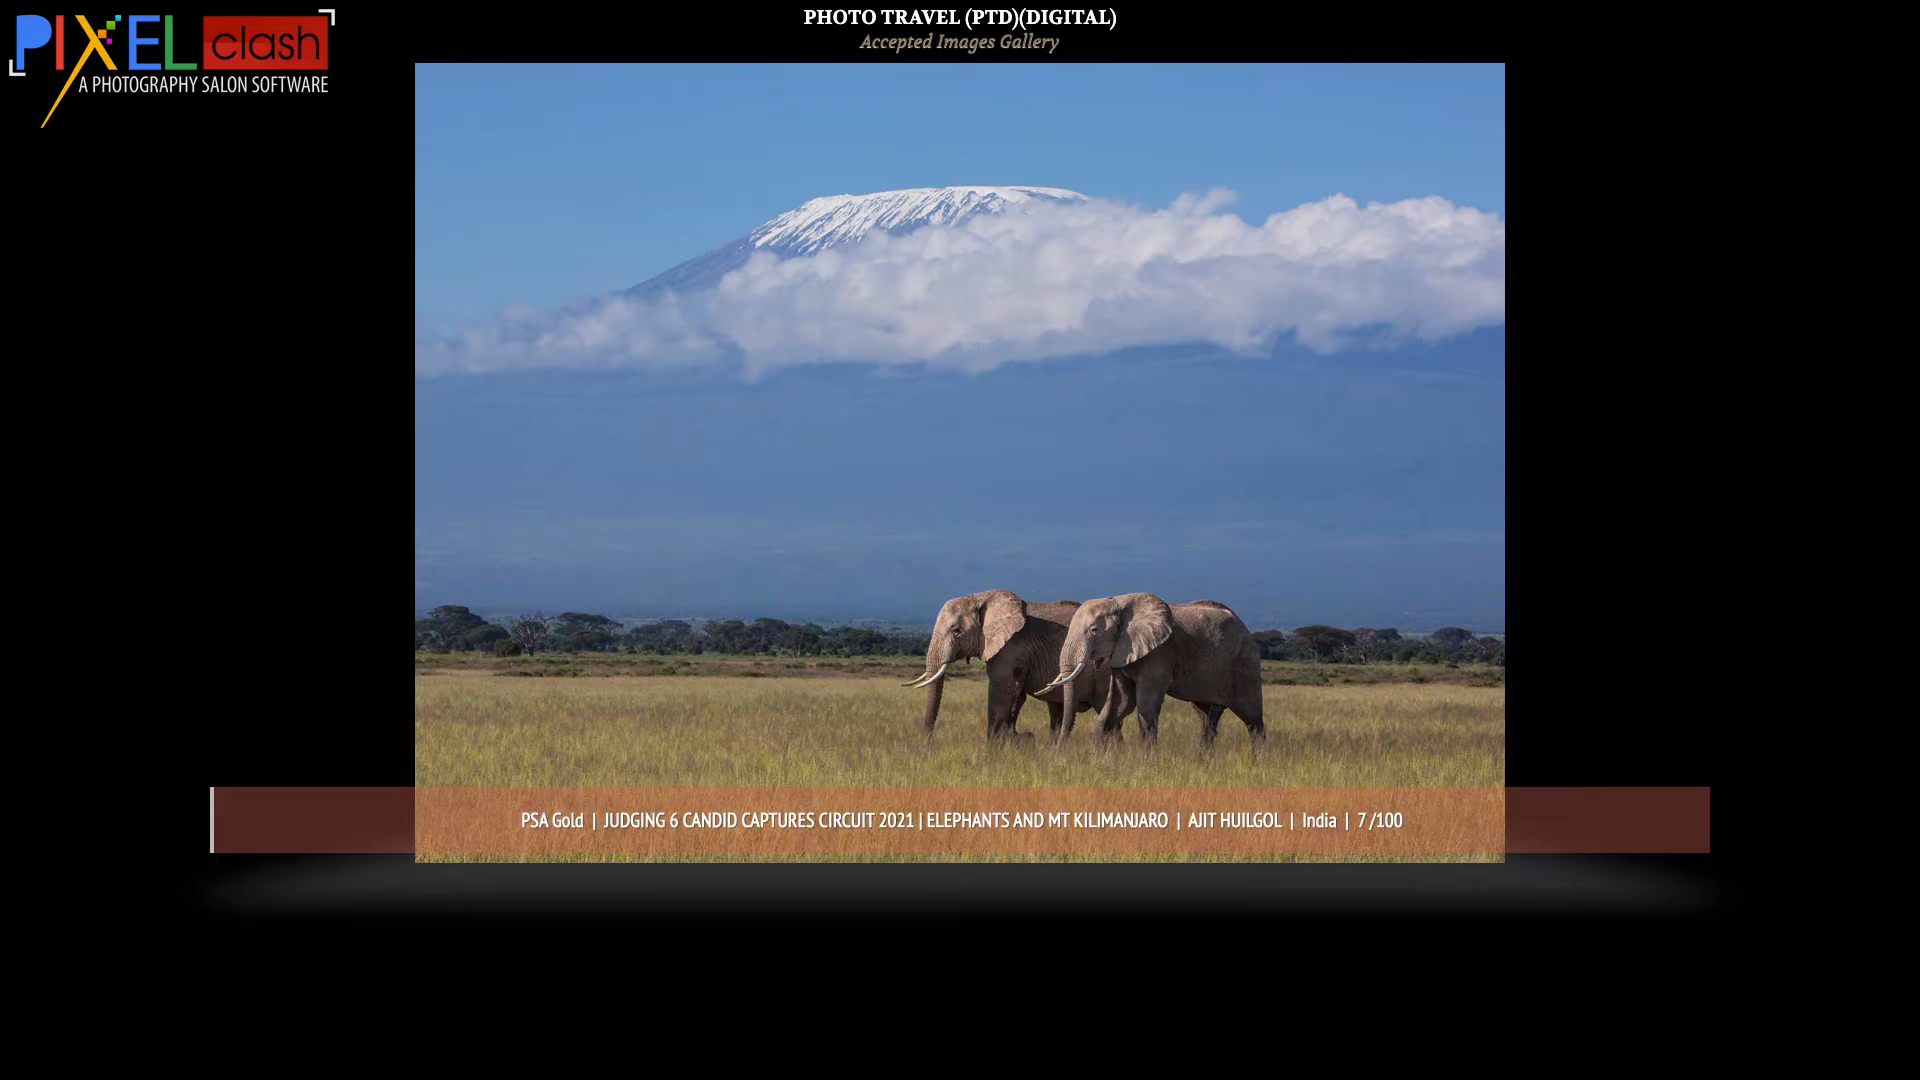 PIXEL clash
A PHOTOGRAPHY SALON SOFTWARE
PHOTO TRAVEL (PTD)(DIGITAL)
Accepted Images Gallery
PSA Gold | JUDGING 6 CANDID CAPTURES CIRCUIT 2021 | ELEPHANTS AND MT KILIMANJARO | AJIT HUILGOL | India | 7 /100